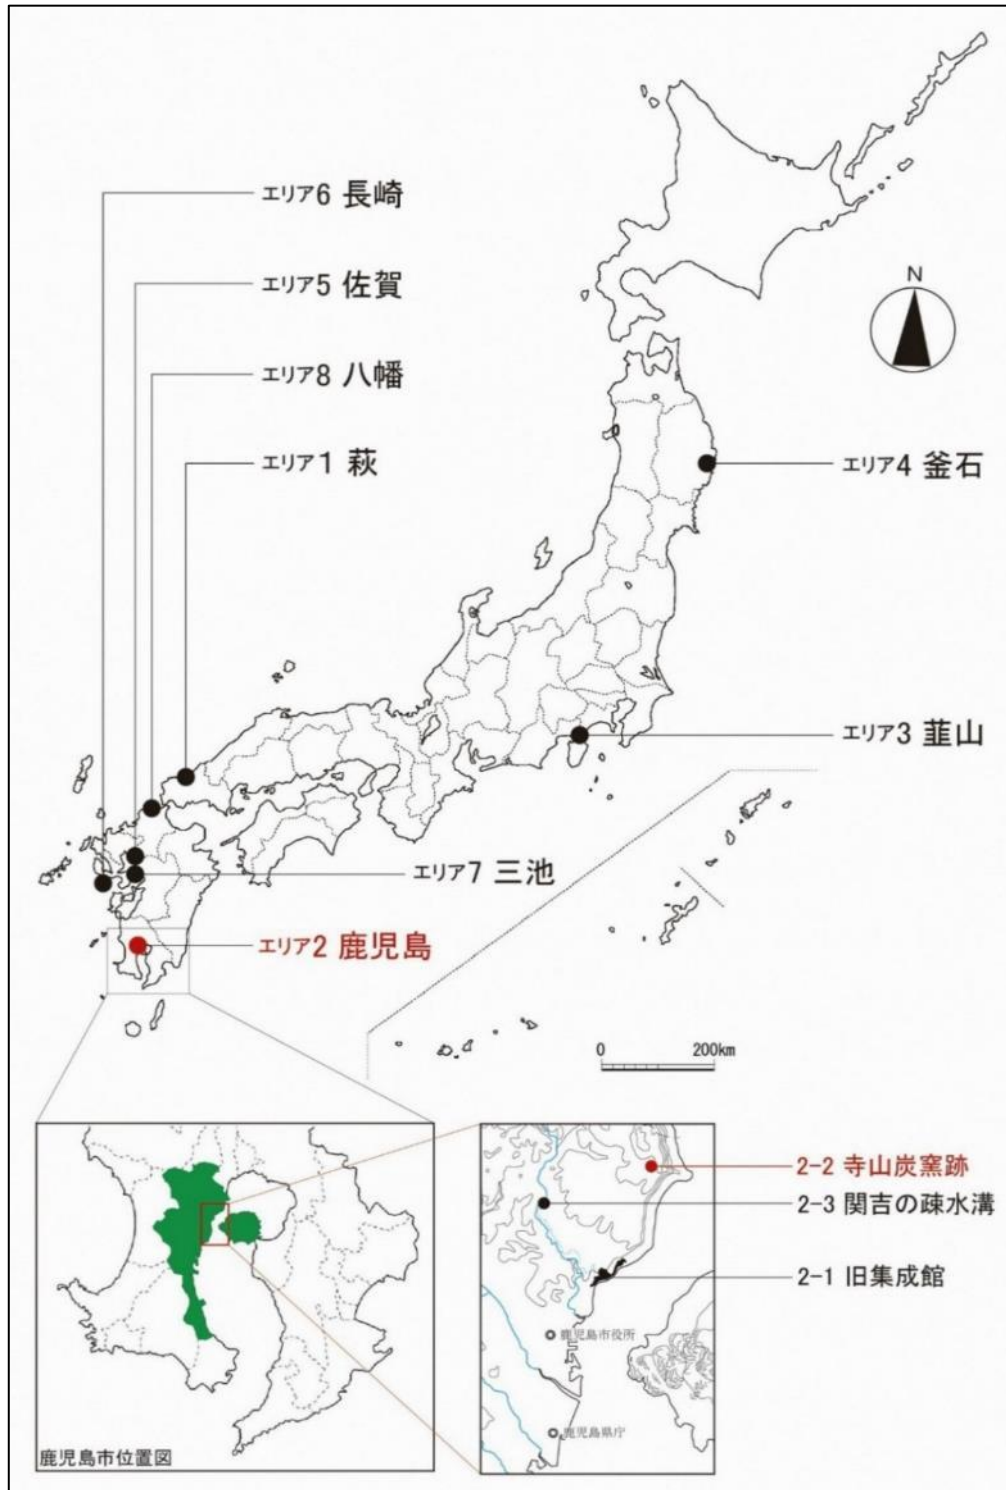 エリア6 長崎
エリア5 佐賀
エリア8 八幡
エリア1 萩
N
エリア4 釜石
エリア3 韮山
エリア7 三池
エリア2 鹿児島
0 200km
2-2 寺山炭窯跡
2-3 関吉の疎水溝
2-1 旧集成館
鹿児島市役所
鹿児島県庁
鹿児島市位置図